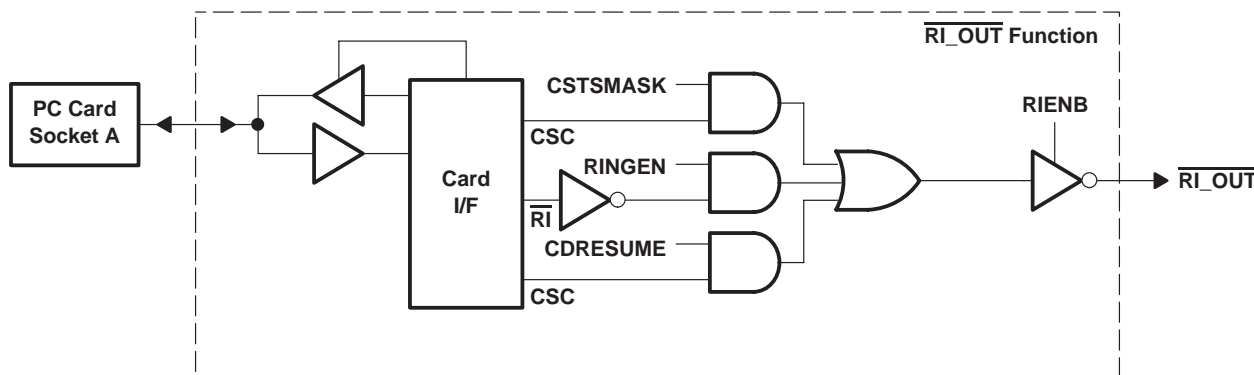 RI_OUT Function
PC Card
Socket A
CSTSMASK
CSC
RIENB
RINGEN
Card
I/F
RI
RI_OUT
CDRESUME
CSC